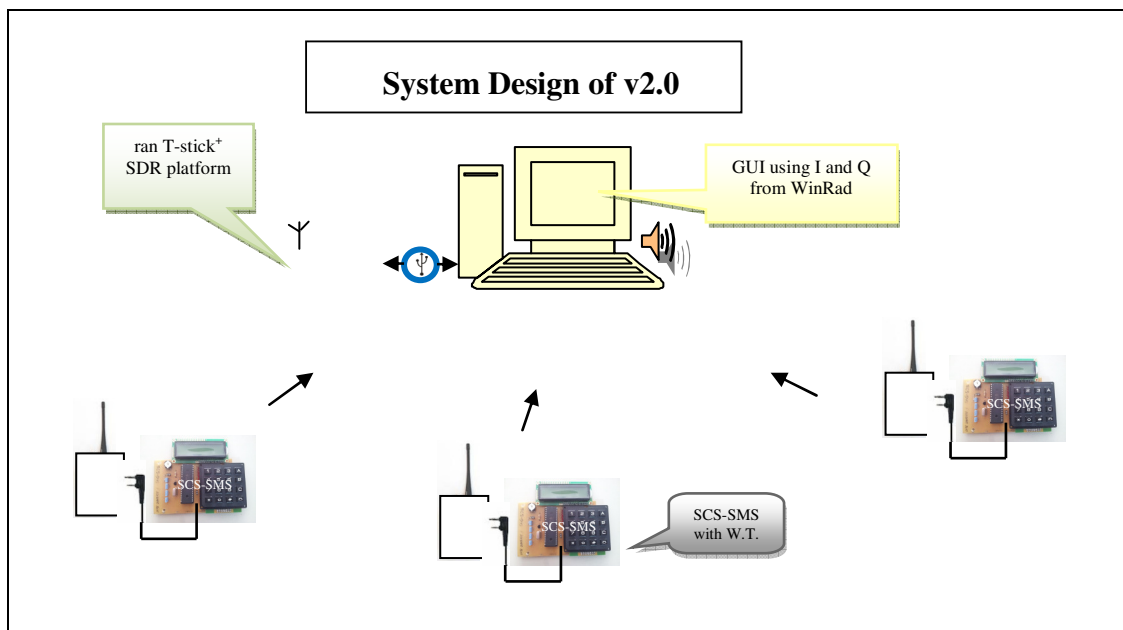 System Design of v2.0
ran T-stick⁺
SDR platform
GUI using I and Q
from WinRad
SCS-SMS
SCS-SMS
SCS-SMS
SCS-SMS
with W.T.